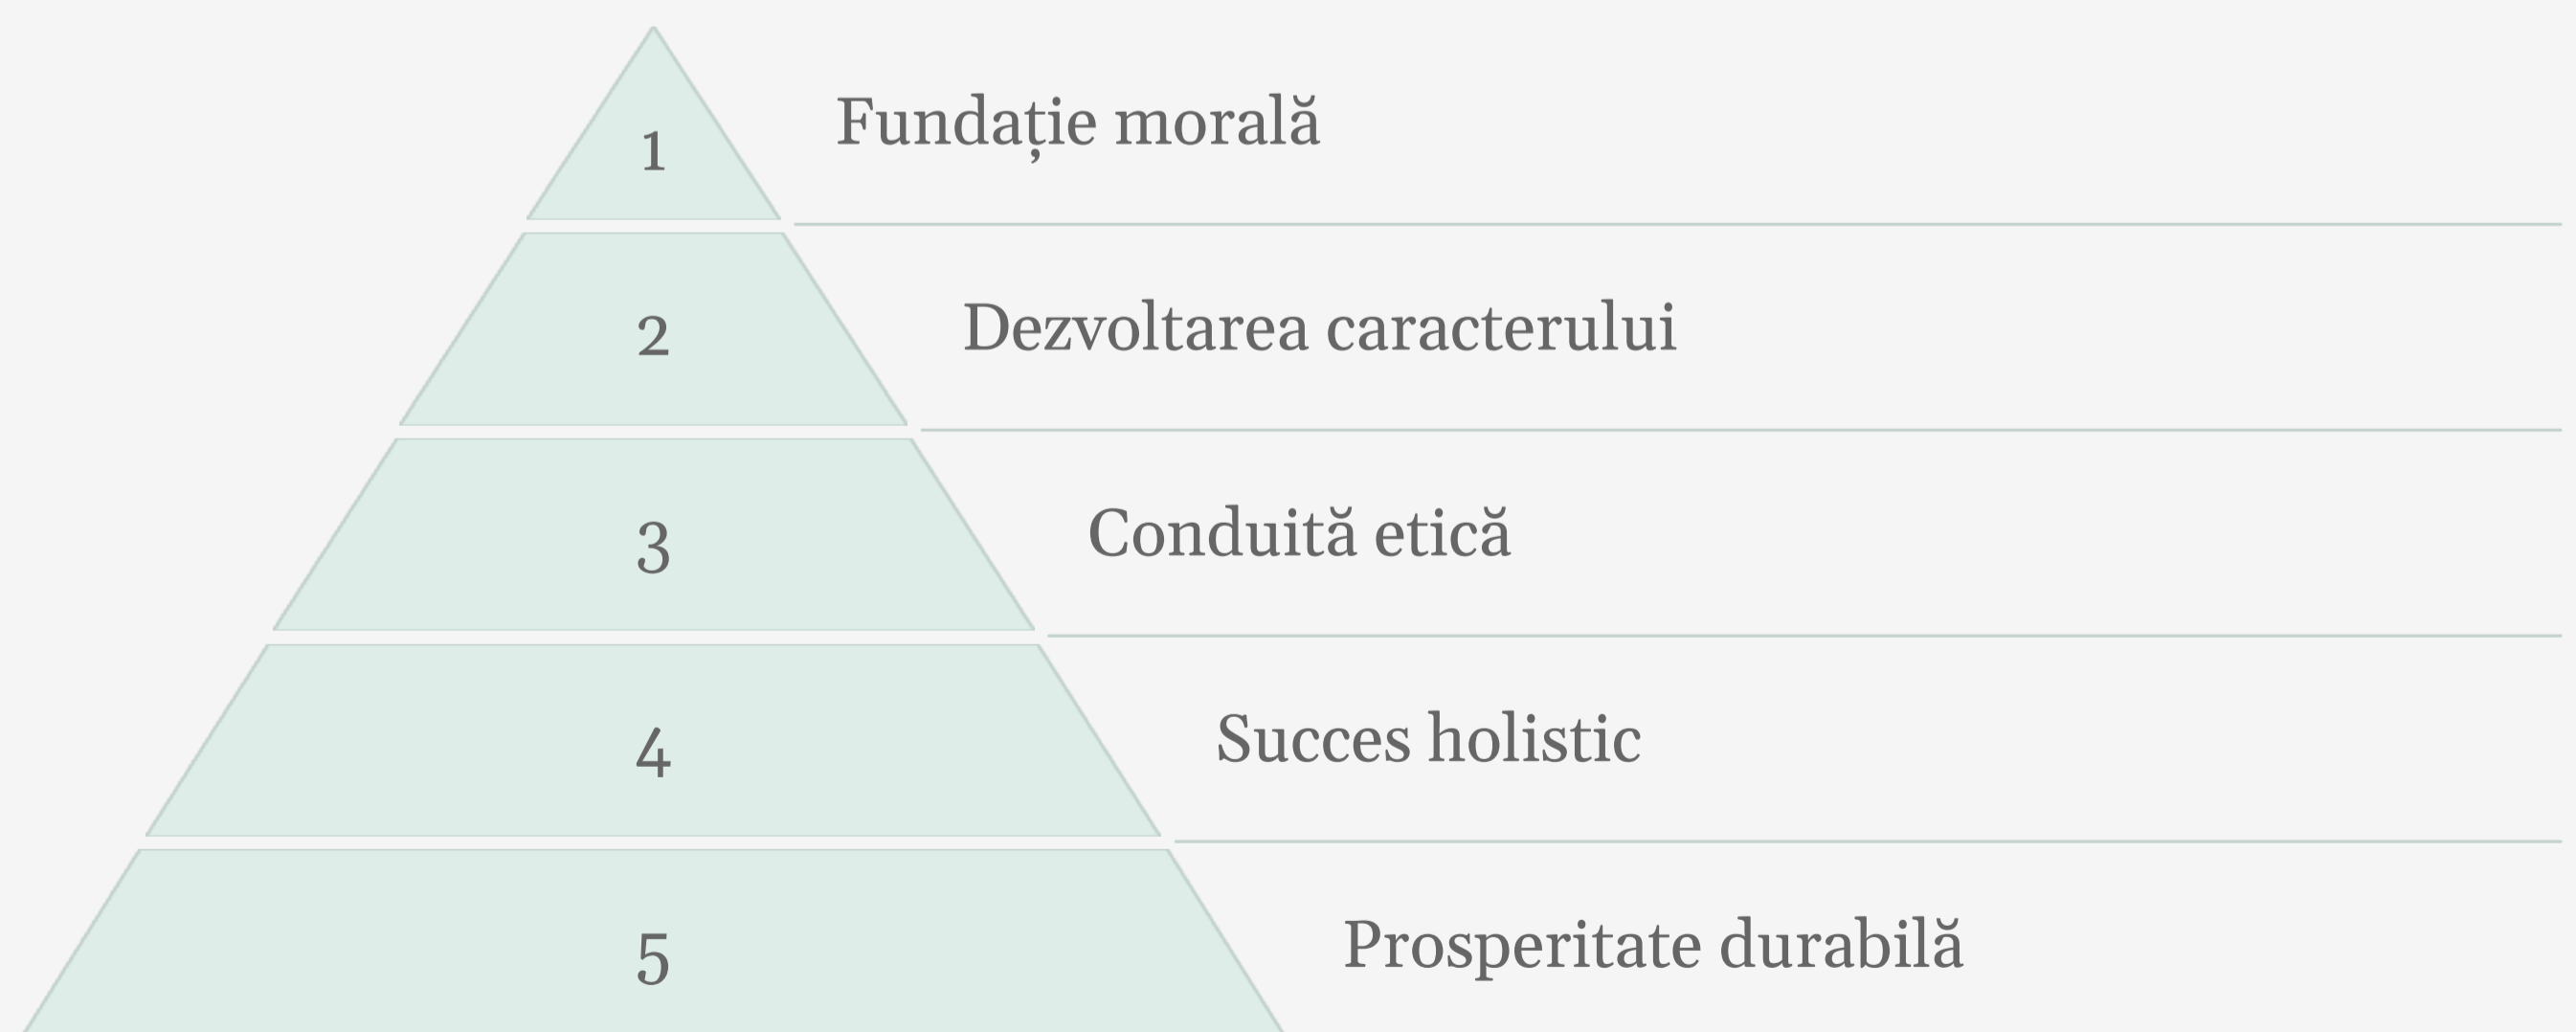 1
Fundație morală
2
Dezvoltarea caracterului
3
Conduită etică
4
Succes holistic
5
Prosperitate durabilă